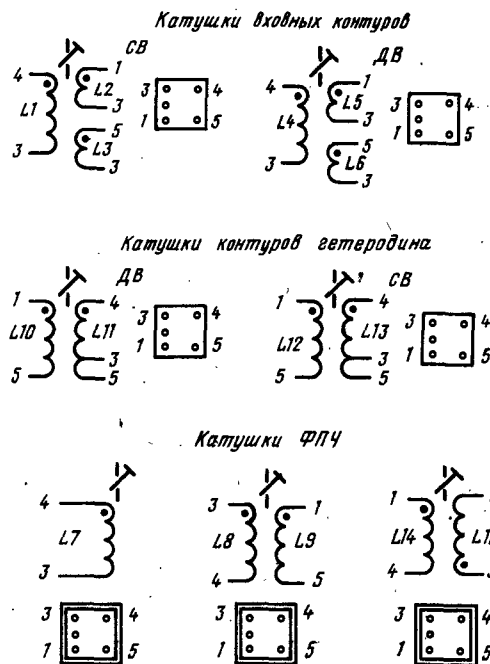 Катушки входных контуров
СВ ДВ
4 1 3 4 4 1 3 4
L1 L2 L4 L5
3 1 5 3 1 5
5 5
L3 L6
3 3 3 3
Катушки контуров гетеродина
ДВ СВ
1 4 3 4 1 4 3 4
L10 L11 L12 L13
3 1 5 3 1 5
5 5 5 5
Катушки ФПЧ
4 3 1 1
L7 L8 L9 L14
3 4 5 4
3 4 3 4 3 4
1 5 1 5 1 5